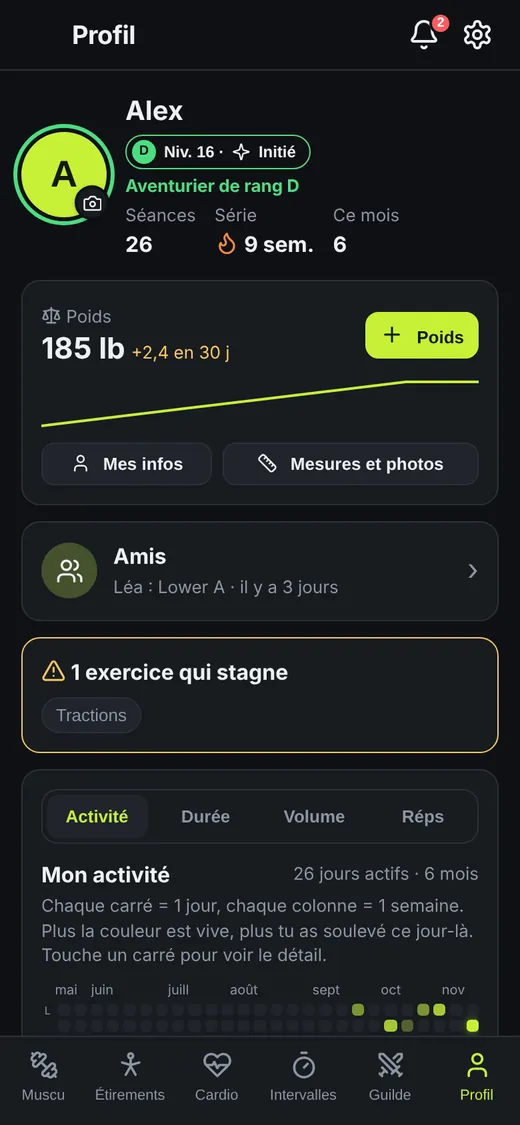 Profil
2
Alex
A
D Niv. 16 · Initié
Aventurier de rang D
Séances Série Ce mois
26 9 sem. 6
Poids
185 lb +2,4 en 30 j
+ Poids
Mes infos
Mesures et photos
Amis
Léa : Lower A · il y a 3 jours
1 exercice qui stagne
Tractions
Activité Durée Volume Réps
Mon activité 26 jours actifs · 6 mois
Chaque carré = 1 jour, chaque colonne = 1 semaine.
Plus la couleur est vive, plus tu as soulevé ce jour-là.
Touche un carré pour voir le détail.
mai juin juill août sept oct nov
L
Muscu Étirements Cardio Intervalles Guilde Profil